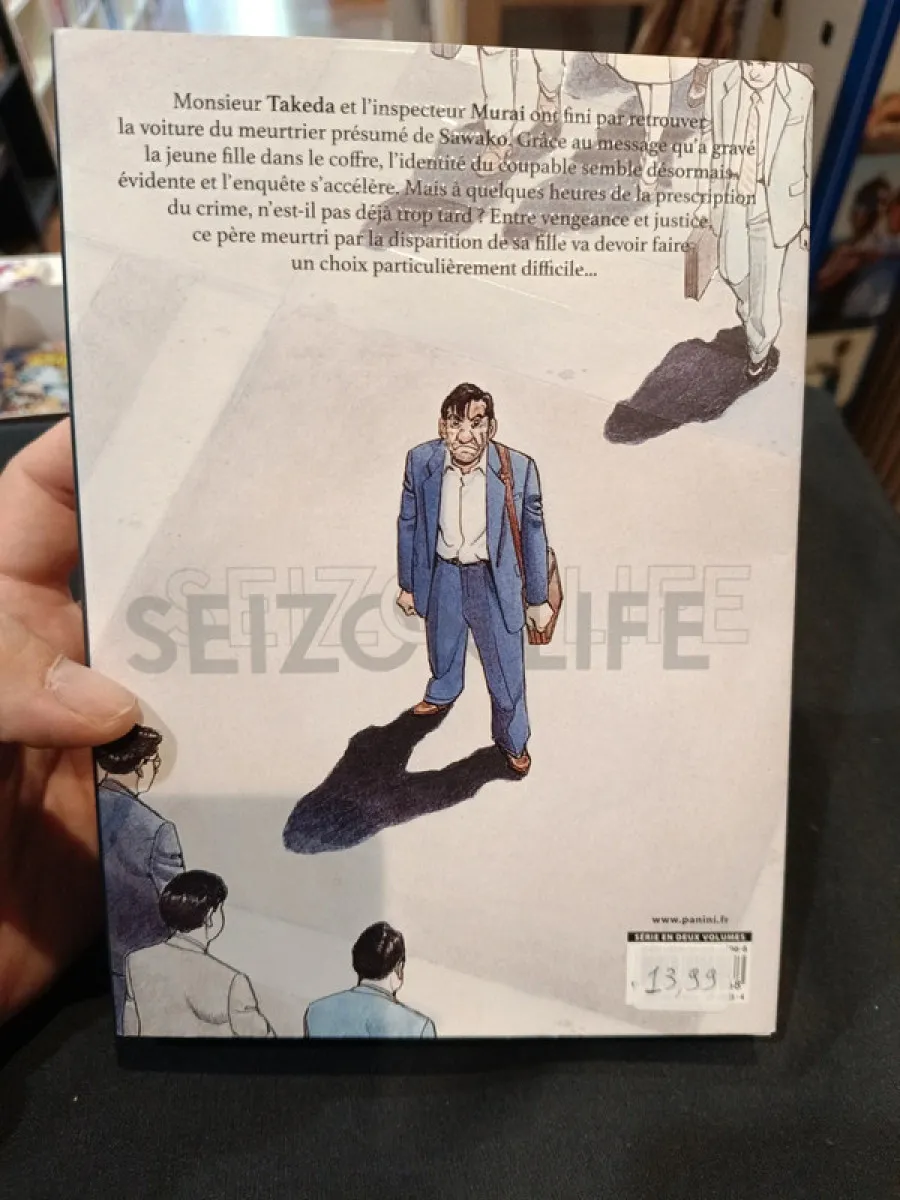 Monsieur Takeda et l'inspecteur Murai ont fini par retrouver
la voiture du meurtrier présumé de Sawako. Grâce au message qu'a gravé
la jeune fille dans le coffre, l'identité du coupable semble désormais
évidente et l'enquête s'accélère. Mais à quelques heures de la prescription
du crime, n'est-il pas déjà trop tard ? Entre vengeance et justice,
ce père meurtri par la disparition de sa fille va devoir faire
un choix particulièrement difficile...
LIFE
www.panini.fr
SÉRIE EN DEUX VOLUMES
13,99